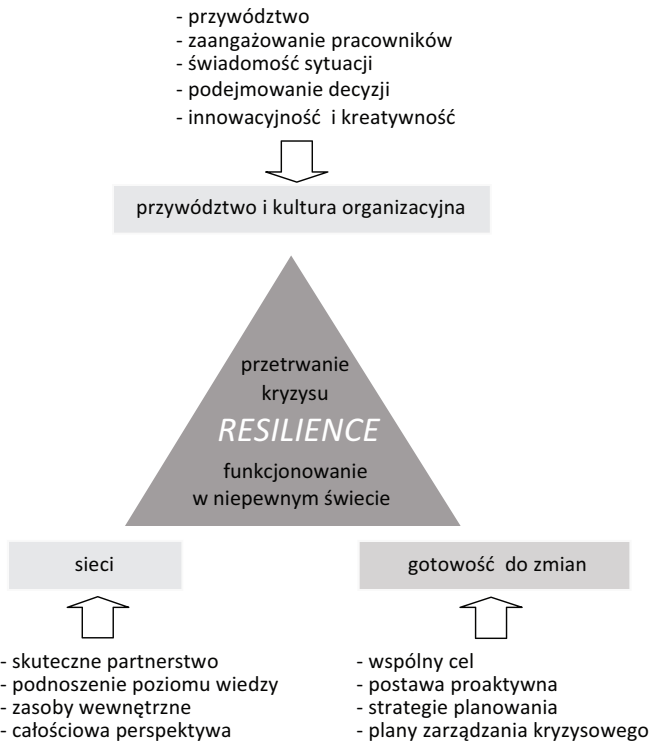 - przywództwo
- zaangażowanie pracowników
- świadomość sytuacji
- podejmowanie decyzji
- innowacyjność i kreatywność
przywództwo i kultura organizacyjna
przetrwanie
kryzysu
RESILIENCE
funkcjonowanie
w niepewnym świecie
sieci
- skuteczne partnerstwo
- podnoszenie poziomu wiedzy
- zasoby wewnętrzne
- całościowa perspektywa
gotowość do zmian
- wspólny cel
- postawa proaktywna
- strategie planowania
- plany zarządzania kryzysowego